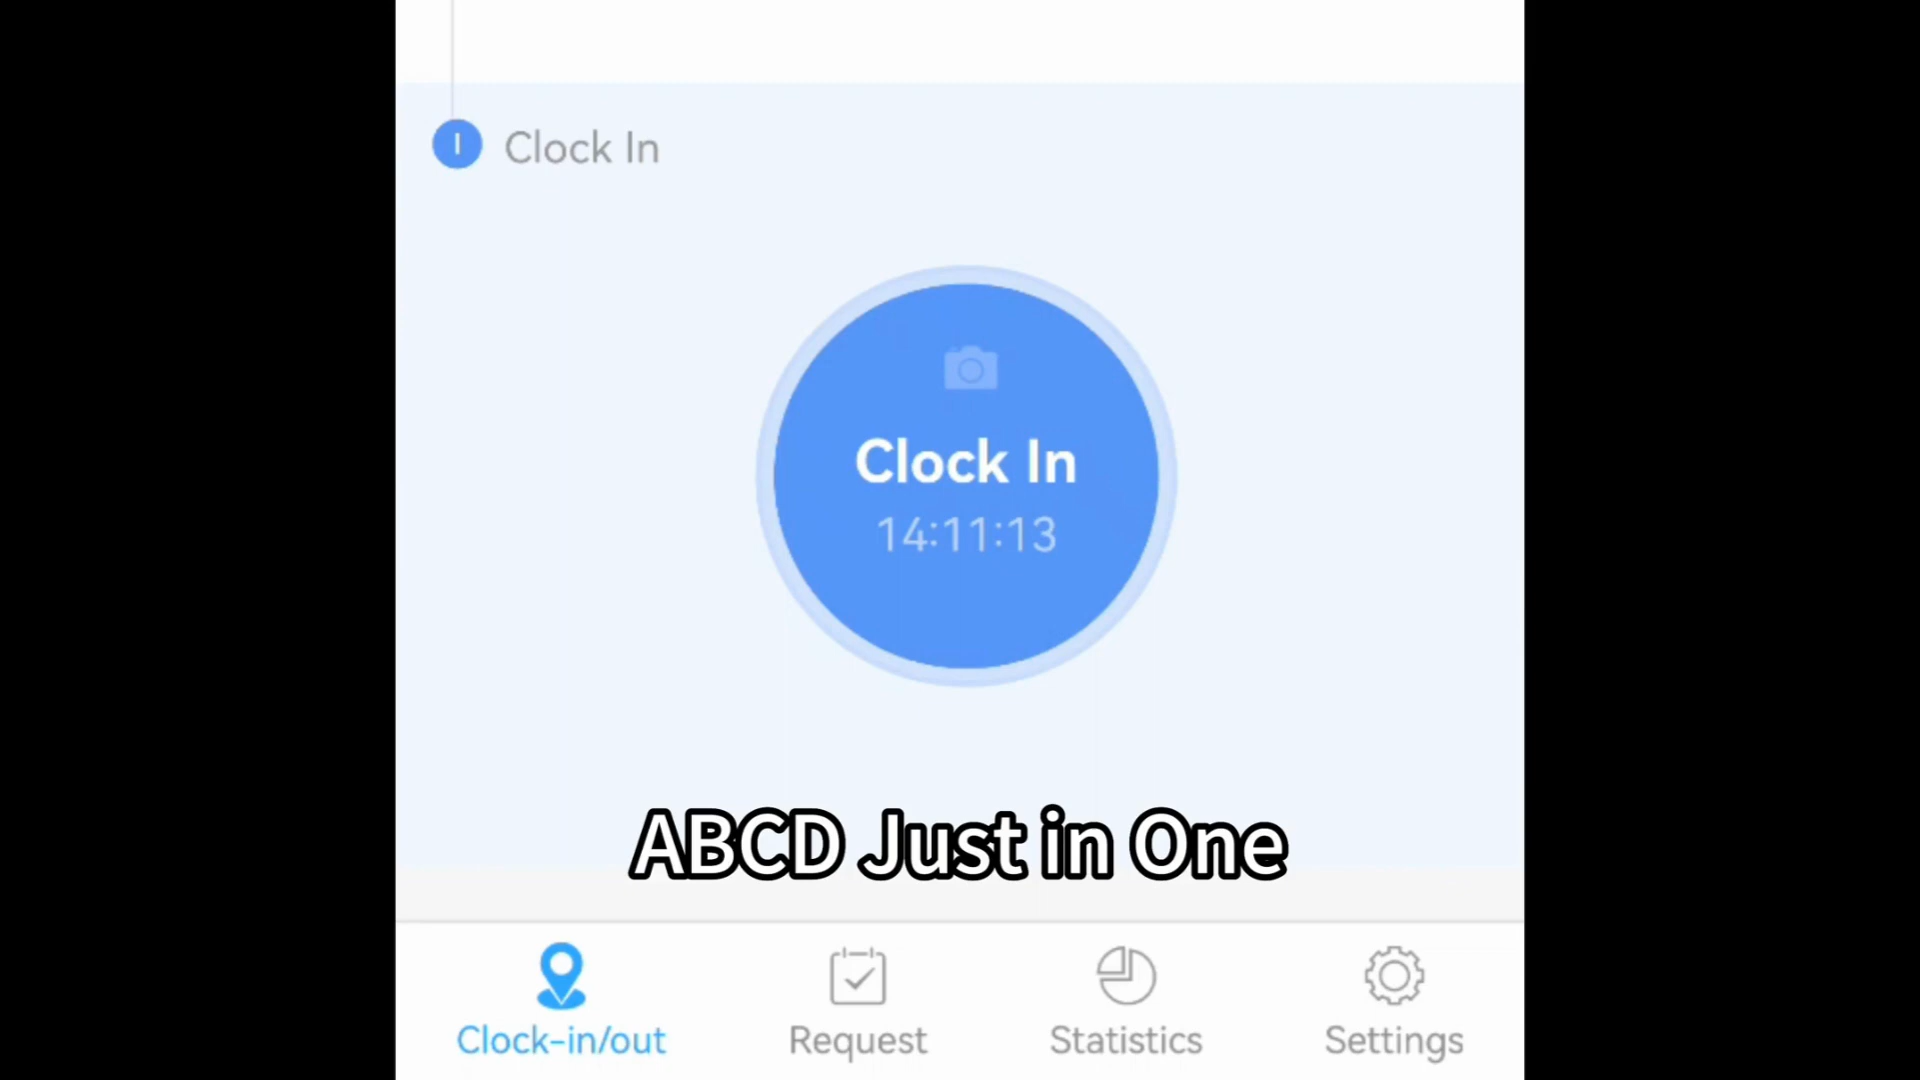 I Clock In
Clock In
14:11:13
ABCD Just in One
Clock-in/out Request Statistics Settings